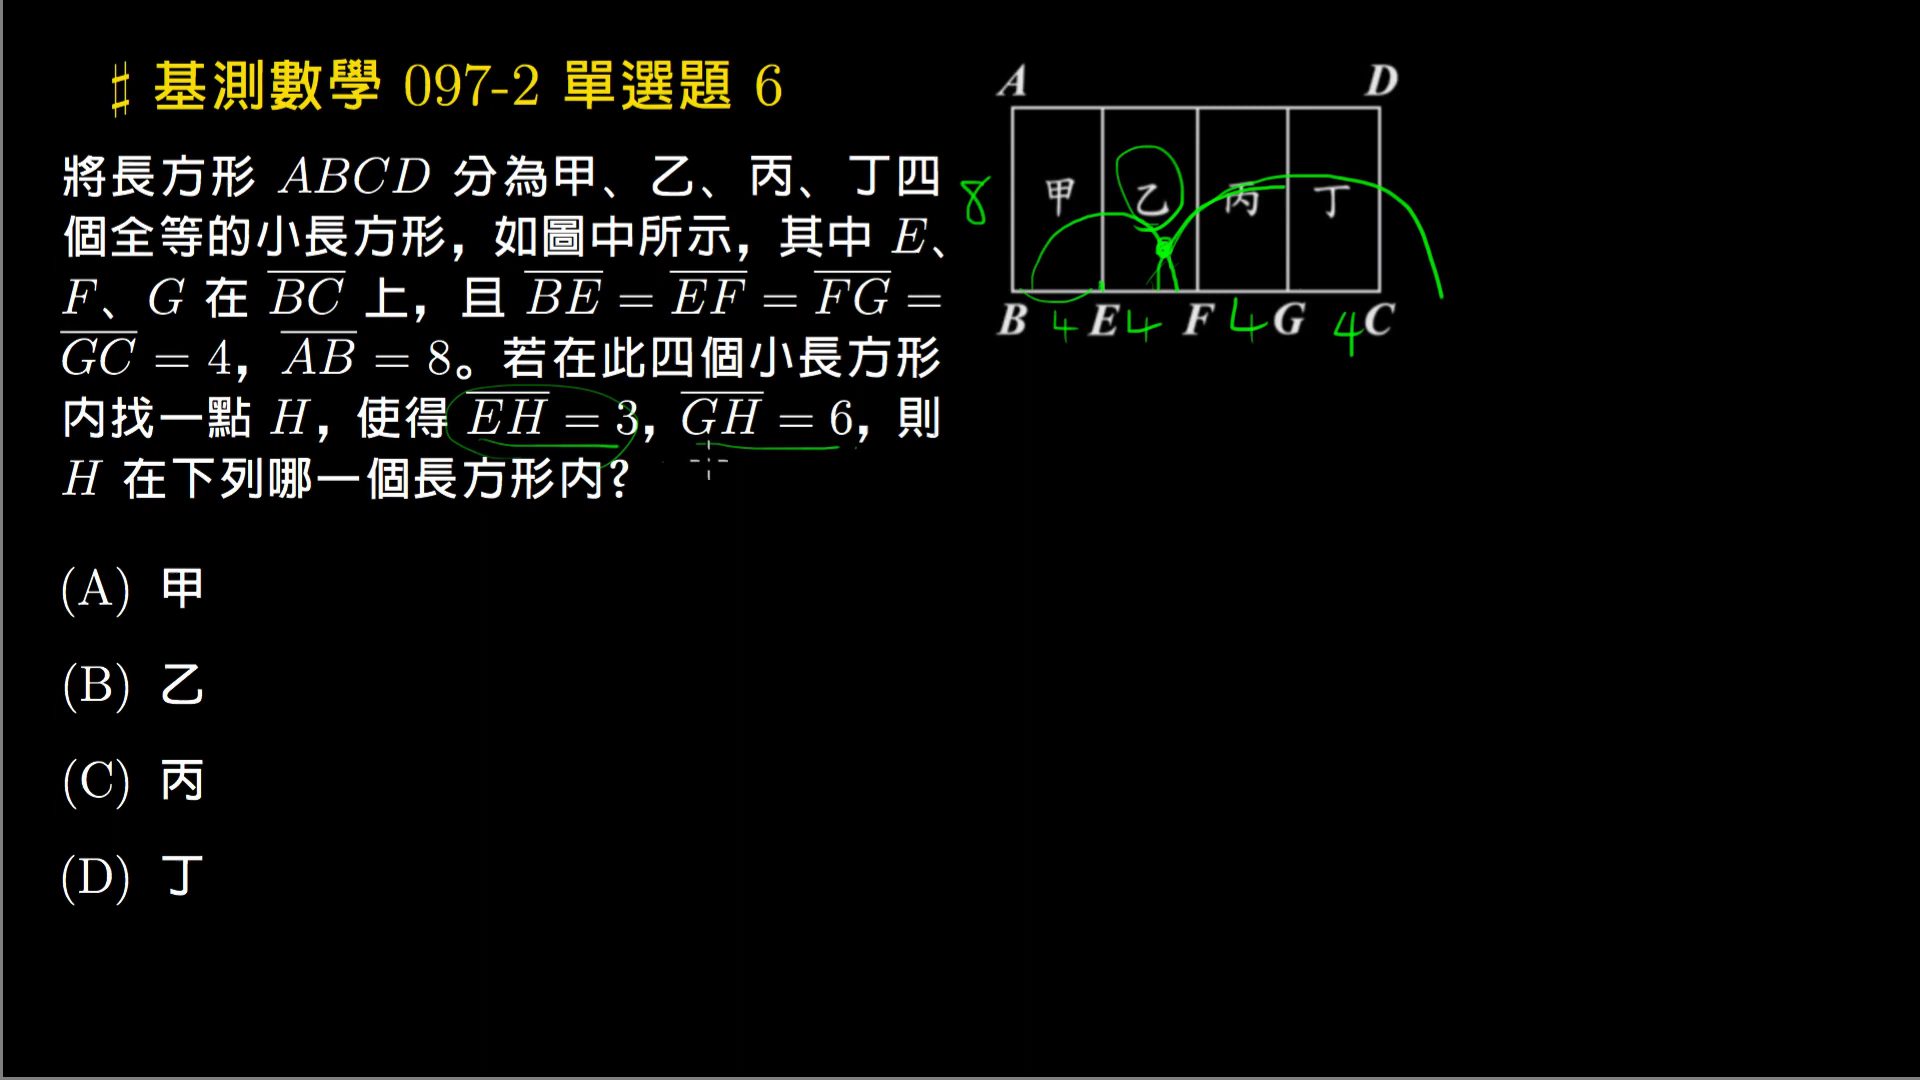 ♯ 基測數學 097-2 單選題 6
將長方形 ABCD 分為甲、乙、丙、丁四
個全等的小長方形，如圖中所示，其中 E、
F、G 在 BC 上，且 BE = EF = FG =
GC = 4，AB = 8。若在此四個小長方形
內找一點 H，使得 EH = 3，GH = 6，則
H 在下列哪一個長方形內？
(A) 甲
(B) 乙
(C) 丙
(D) 丁
A D
8 甲 乙 丙 丁
B 4 E 4 F 4 G 4 C